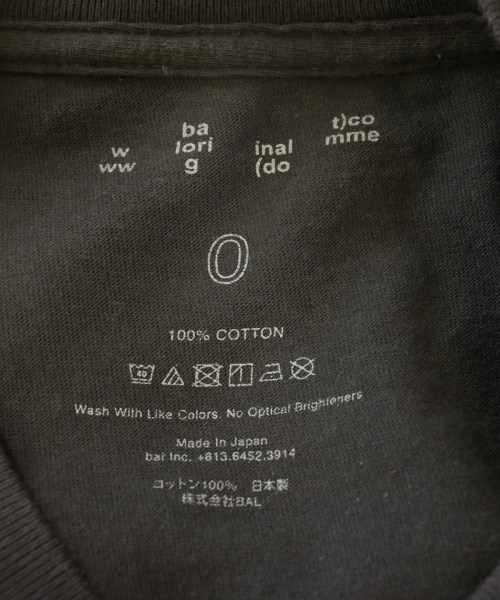 w
ww
ba
lori
g
inal
(do
t)co
mme
0
100% COTTON
40
Wash With Like Colors. No Optical Brighteners
Made In Japan
bal Inc. +813.6452.3914
コットン100% 日本製
株式会社BAL